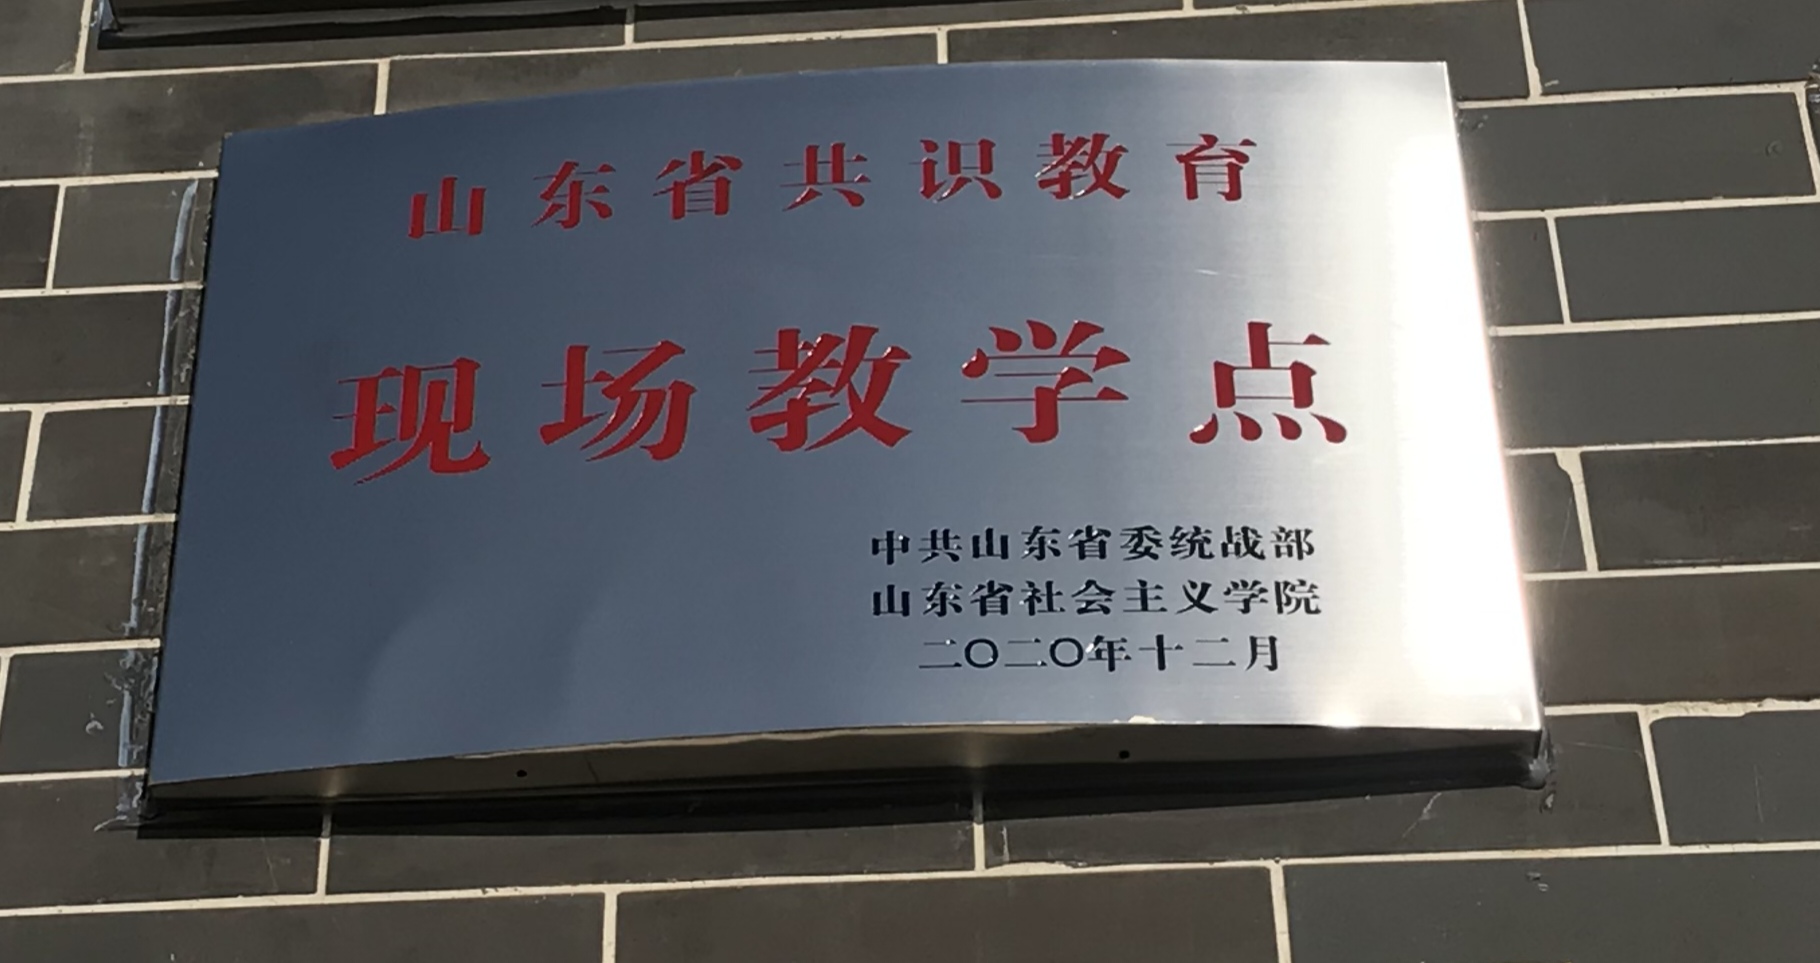 山东省共识教育
现场教学点
中共山东省委统战部
山东省社会主义学院
二〇二〇年十二月